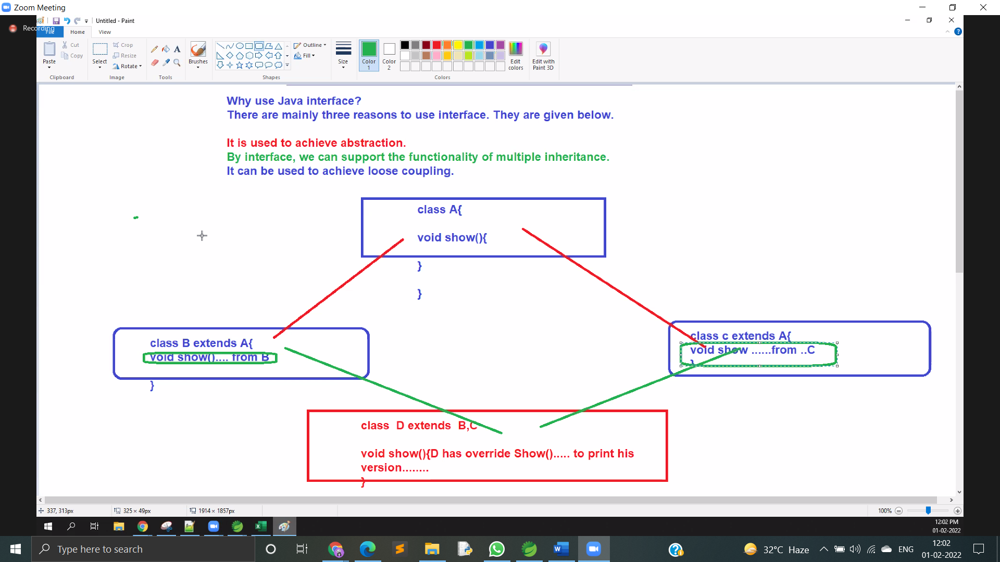 Zoom Meeting
Recording
Untitled - Paint
File
Home
View
Paste
Cut
Copy
Clipboard
Select
Crop
Resize
Rotate
Image
A
Tools
Brushes
Shapes
Outline
Fill
Size
Color
1
Color
2
Colors
Edit
colors
Edit with
Paint 3D
Why use Java interface?
There are mainly three reasons to use interface. They are given below.
It is used to achieve abstraction.
By interface, we can support the functionality of multiple inheritance.
It can be used to achieve loose coupling.
class A{
void show(){
}
}
class B extends A{
void show().... from B
}
class c extends A{
void show ......from ..C
}
class  D extends  B,C
void show(){D has override Show()..... to print his
version........
}
337, 313px
325 × 49px
1914 × 1857px
100%
12:02 PM
01-02-2022
Type here to search
32°C Haze
ENG
12:02
01-02-2022